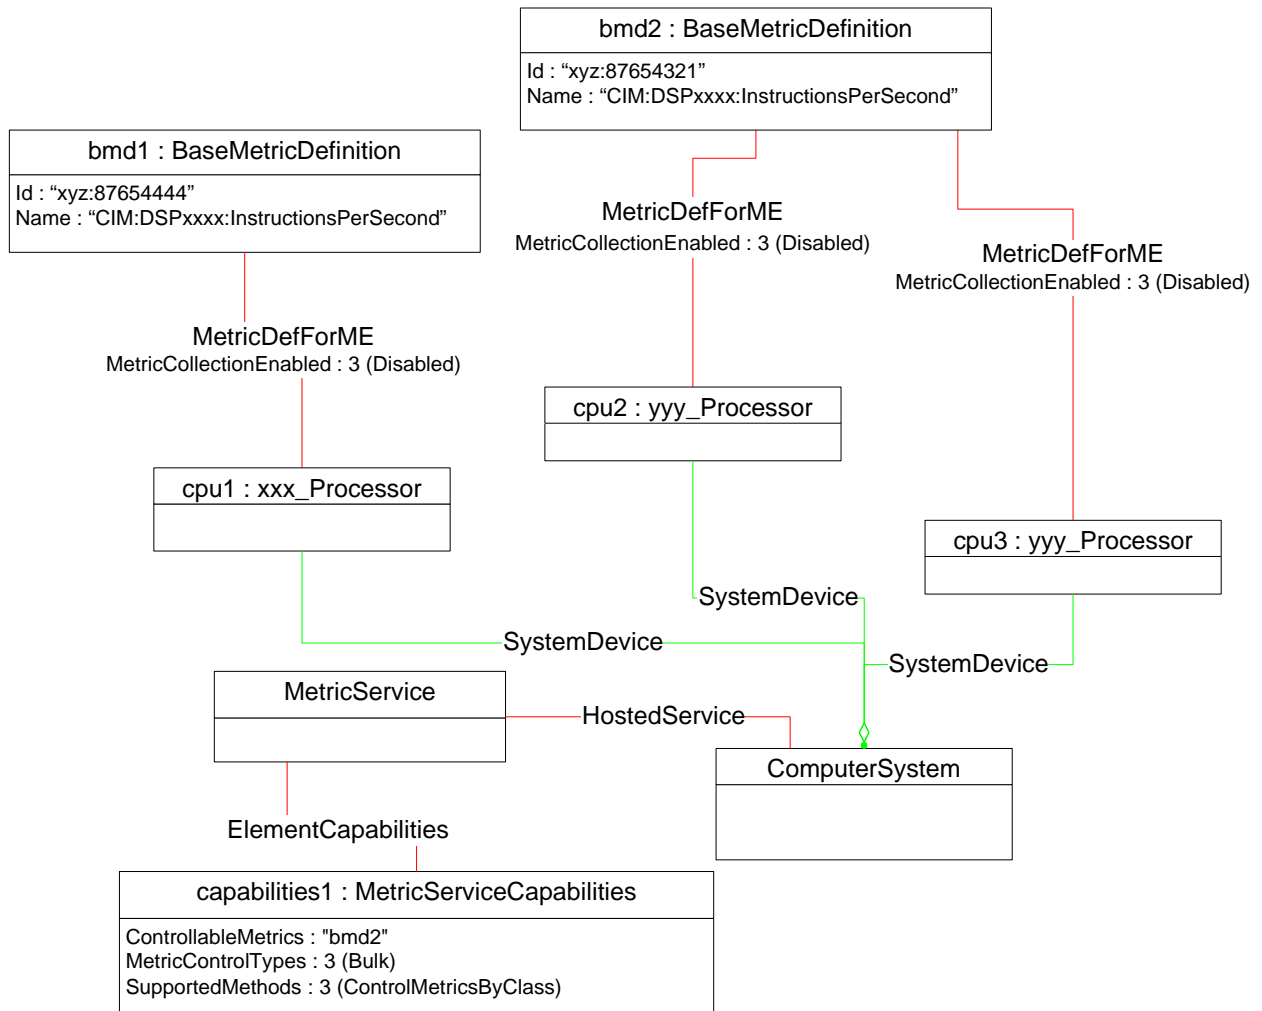 bmd2 : BaseMetricDefinition
Id : “xyz:87654321”
Name : “CIM:DSPxxxx:InstructionsPerSecond”
bmd1 : BaseMetricDefinition
Id : “xyz:87654444”
Name : “CIM:DSPxxxx:InstructionsPerSecond”
MetricDefForME
MetricCollectionEnabled : 3 (Disabled)
MetricDefForME
MetricCollectionEnabled : 3 (Disabled)
MetricDefForME
MetricCollectionEnabled : 3 (Disabled)
cpu2 : yyy_Processor
cpu1 : xxx_Processor
cpu3 : yyy_Processor
SystemDevice
SystemDevice
SystemDevice
MetricService
HostedService
ComputerSystem
ElementCapabilities
capabilities1 : MetricServiceCapabilities
ControllableMetrics : "bmd2"
MetricControlTypes : 3 (Bulk)
SupportedMethods : 3 (ControlMetricsByClass)